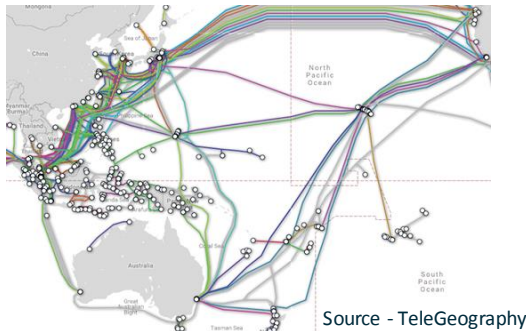 Mongolia
China
Sea of Japan
North
Pacific
Ocean
Myanmar
(Burma)
Thailand
Coral Sea
Australia
Great
Australian
Bight
Tasman Sea
South
Pacific
Ocean
Source - TeleGeography